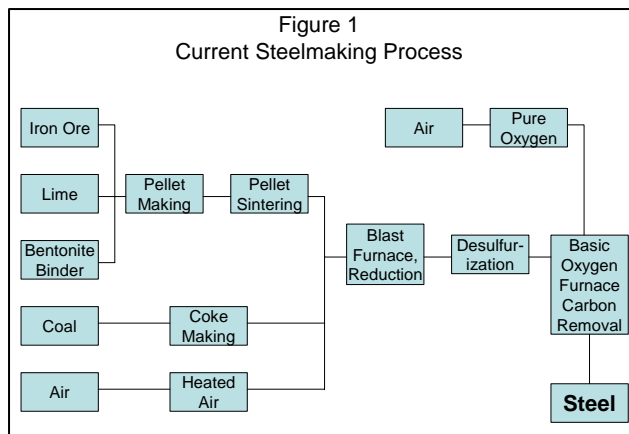 Figure 1
Current Steelmaking Process
Iron Ore
Lime
Bentonite
Binder
Pellet
Making
Pellet
Sintering
Coal
Coke
Making
Air
Heated
Air
Blast
Furnace,
Reduction
Desulfur-
ization
Air
Pure
Oxygen
Basic
Oxygen
Furnace
Carbon
Removal
Steel